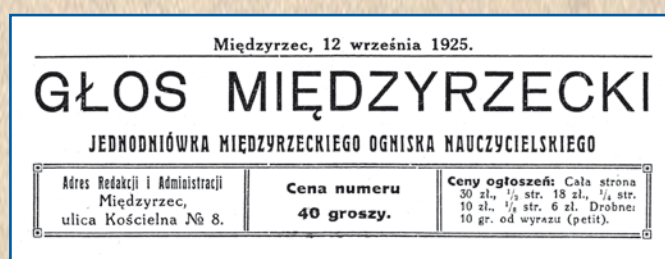 Międzyrzec, 12 września 1925.
GŁOS MIĘDZYRZECKI
JEDNODNIÓWKA MIĘDZYRZECKIEGO OGNISKA NAUCZYCIELSKIEGO
Adres Redakcji i Administracji
Międzyrzec,
ulica Kościelna № 8.
Cena numeru
40 groszy.
Ceny ogłoszeń: Cała strona
30 zł., ½ str. 18 zł., ¼ str.
10 zł., ⅛ str. 6 zł. Drobne:
10 gr. od wyrazu (petit).